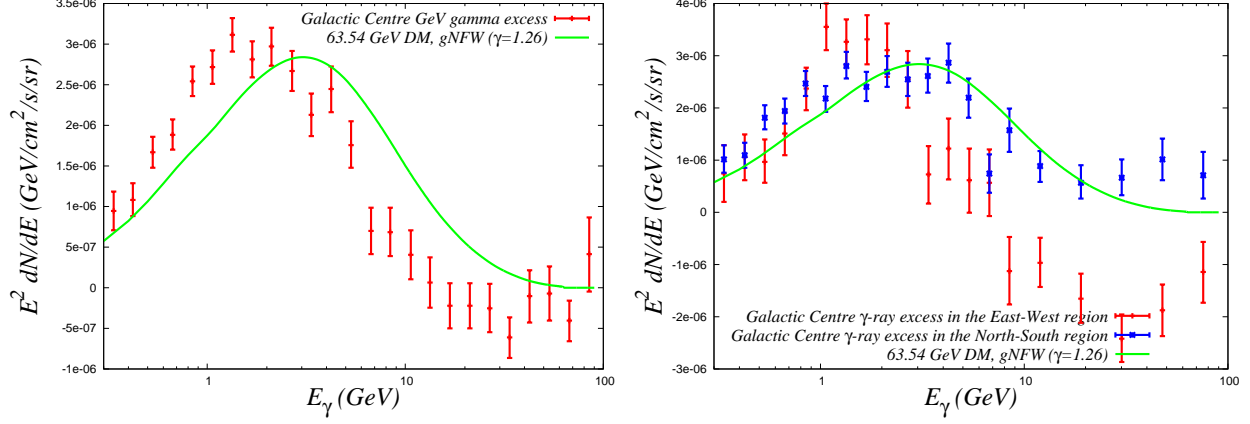 3.5e-06
3e-06
2.5e-06
2e-06
1.5e-06
1e-06
5e-07
0
-5e-07
-1e-06
1
10
100
E² dN/dE (GeV/cm²/s/sr)
E_γ (GeV)
Galactic Centre GeV gamma excess
63.54 GeV DM, gNFW (γ=1.26)
4e-06
3e-06
2e-06
1e-06
0
-1e-06
-2e-06
-3e-06
1
10
100
E² dN/dE (GeV/cm²/s/sr)
E_γ (GeV)
Galactic Centre γ-ray excess in the East-West region
Galactic Centre γ-ray excess in the North-South region
63.54 GeV DM, gNFW (γ=1.26)